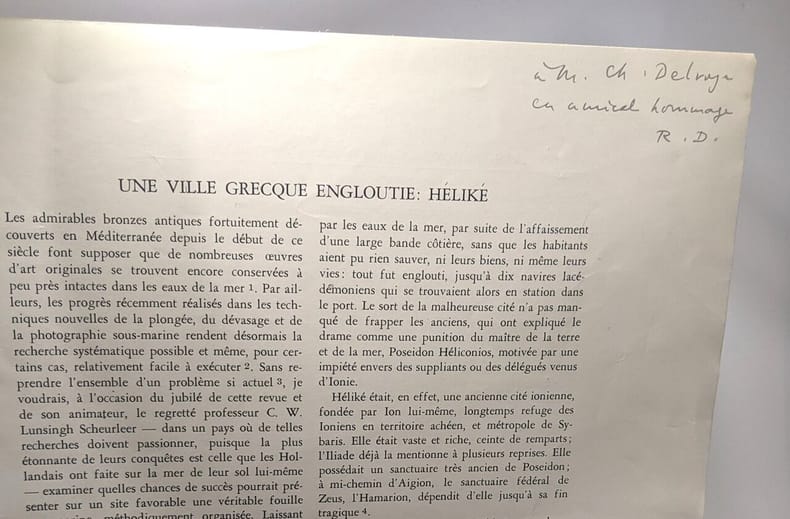 à M. Ch. Delvoye
en amical hommage
R. D.
UNE VILLE GRECQUE ENGLOUTIE: HÉLIKÉ
Les admirables bronzes antiques fortuitement dé-
couverts en Méditerranée depuis le début de ce
siècle font supposer que de nombreuses œuvres
d'art originales se trouvent encore conservées à
peu près intactes dans les eaux de la mer 1. Par ail-
leurs, les progrès récemment réalisés dans les tech-
niques nouvelles de la plongée, du dévasage et de
la photographie sous-marine rendent désormais la
recherche systématique possible et même, pour cer-
tains cas, relativement facile à exécuter 2. Sans re-
prendre l'ensemble d'un problème si actuel 3, je
voudrais, à l'occasion du jubilé de cette revue et
de son animateur, le regretté professeur C. W.
Lunsingh Scheurleer — dans un pays où de telles
recherches doivent passionner, puisque la plus
étonnante de leurs conquêtes est celle que les Hol-
landais ont faite sur la mer de leur sol lui-même
— examiner quelles chances de succès pourrait pré-
senter sur un site favorable une véritable fouille
méthodiquement organisée. Laissant
par les eaux de la mer, par suite de l'affaissement
d'une large bande côtière, sans que les habitants
aient pu rien sauver, ni leurs biens, ni même leurs
vies: tout fut englouti, jusqu'à dix navires lacé-
démoniens qui se trouvaient alors en station dans
le port. Le sort de la malheureuse cité n'a pas man-
qué de frapper les anciens, qui ont expliqué le
drame comme une punition du maître de la terre
et de la mer, Poseidon Héliconios, motivée par une
impiété envers des suppliants ou des délégués venus
d'Ionie.
Héliké était, en effet, une ancienne cité ionienne,
fondée par Ion lui-même, longtemps refuge des
Ioniens en territoire achéen, et métropole de Sy-
baris. Elle était vaste et riche, ceinte de remparts;
l'Iliade déjà la mentionne à plusieurs reprises. Elle
possédait un sanctuaire très ancien de Poseidon;
à mi-chemin d'Aigion, le sanctuaire fédéral de
Zeus, l'Hamarion, dépendit d'elle jusqu'à sa fin
tragique 4.